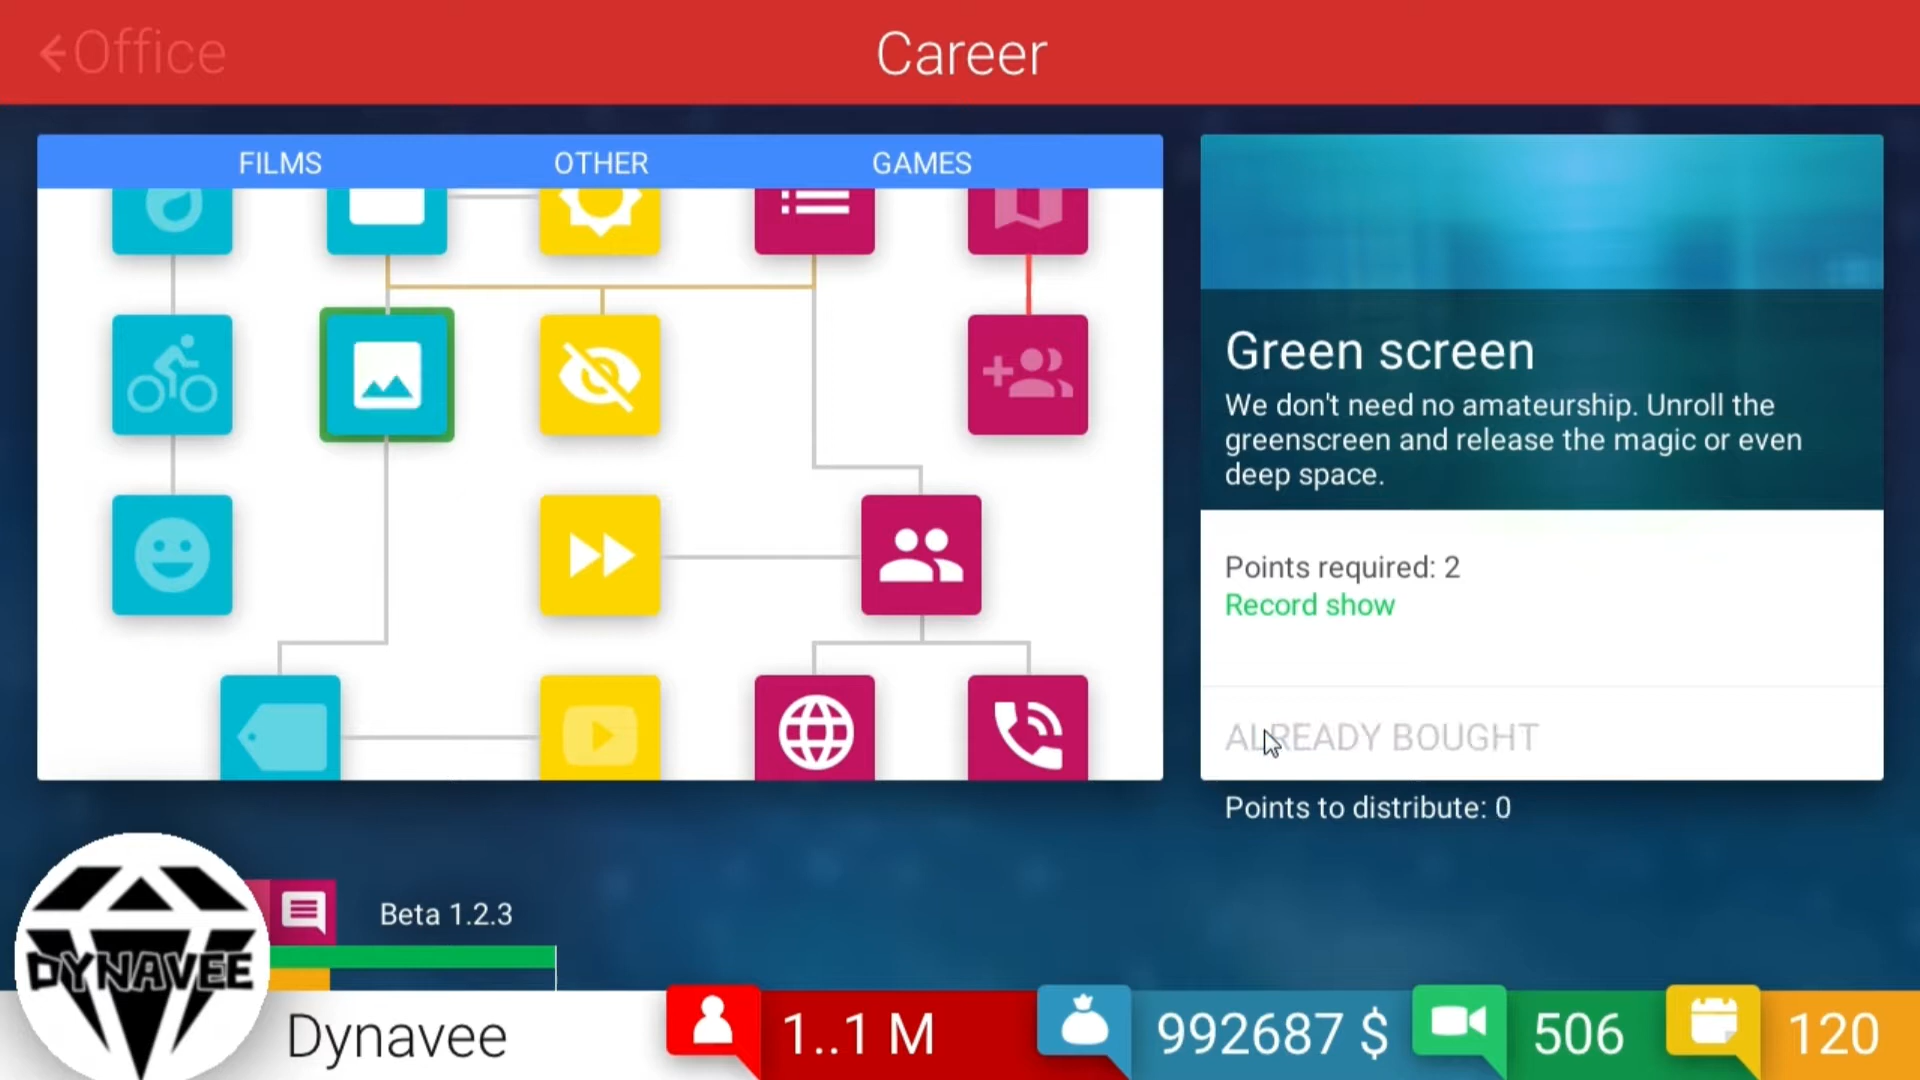 Office
Career
FILMS
OTHER
GAMES
Green screen
We don't need no amateurship. Unroll the
greenscreen and release the magic or even
deep space.
Points required: 2
Record show
ALREADY BOUGHT
Points to distribute: 0
Beta 1.2.3
DYNAVEE
Dynavee
1..1 M
992687 $
506
120